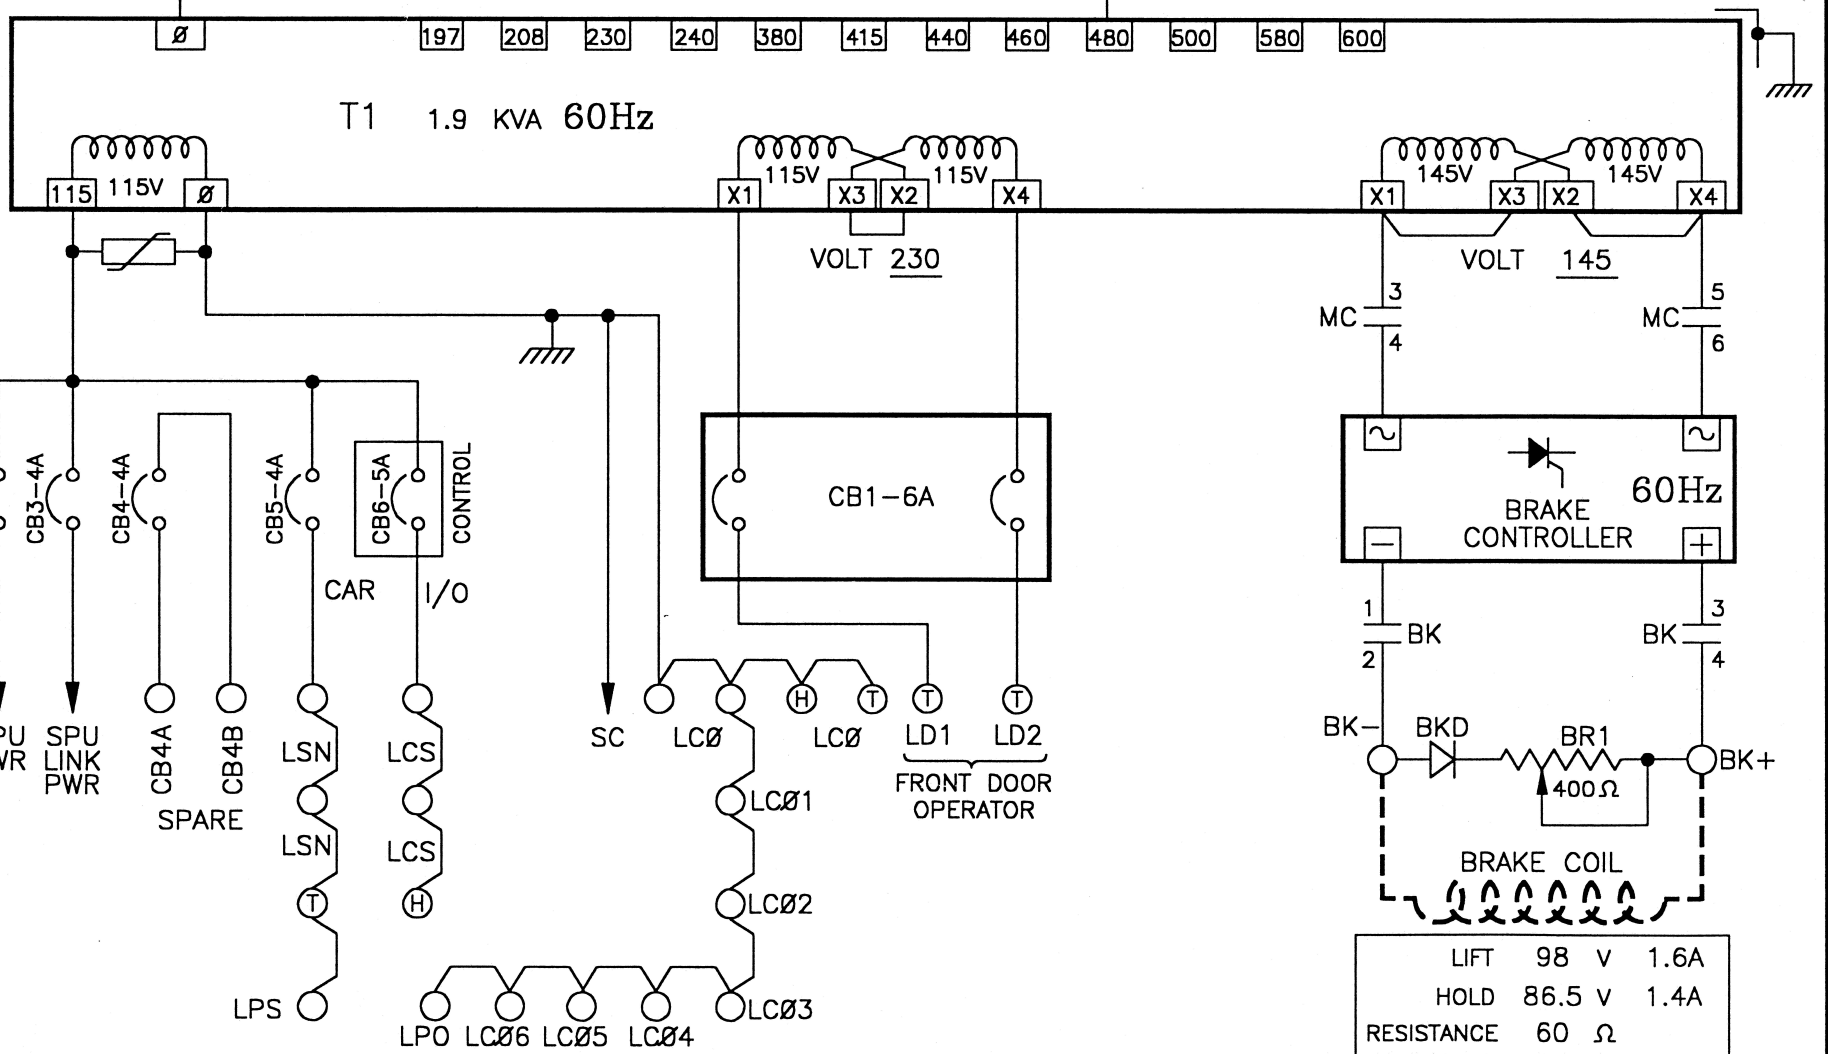 Ø 197 208 230 240 380 415 440 460 480 500 580 600
T1 1.9 KVA 60Hz
115 115V Ø
X1 115V X3 X2 115V X4
X1 145V X3 X2 145V X4
VOLT 230
VOLT 145
MC 3 4
MC 5 6
CB3-4A
CB4-4A
CB5-4A
CB6-5A
CONTROL
CB1-6A
60Hz
BRAKE
CONTROLLER
− +
CAR I/O
1 BK 2
BK 3 4
PU
WR
SPU
LINK
PWR
CB4A
CB4B
SPARE
LSN
LSN
T
LPS
LCS
LCS
H
SC
H T T T
LCØ LCØ LD1 LD2
FRONT DOOR
OPERATOR
LCØ1
LCØ2
LCØ3
LPO LCØ6 LCØ5 LCØ4
BK− BKD BR1 BK+
400Ω
BRAKE COIL
LIFT 98 V 1.6A
HOLD 86.5 V 1.4A
RESISTANCE 60 Ω